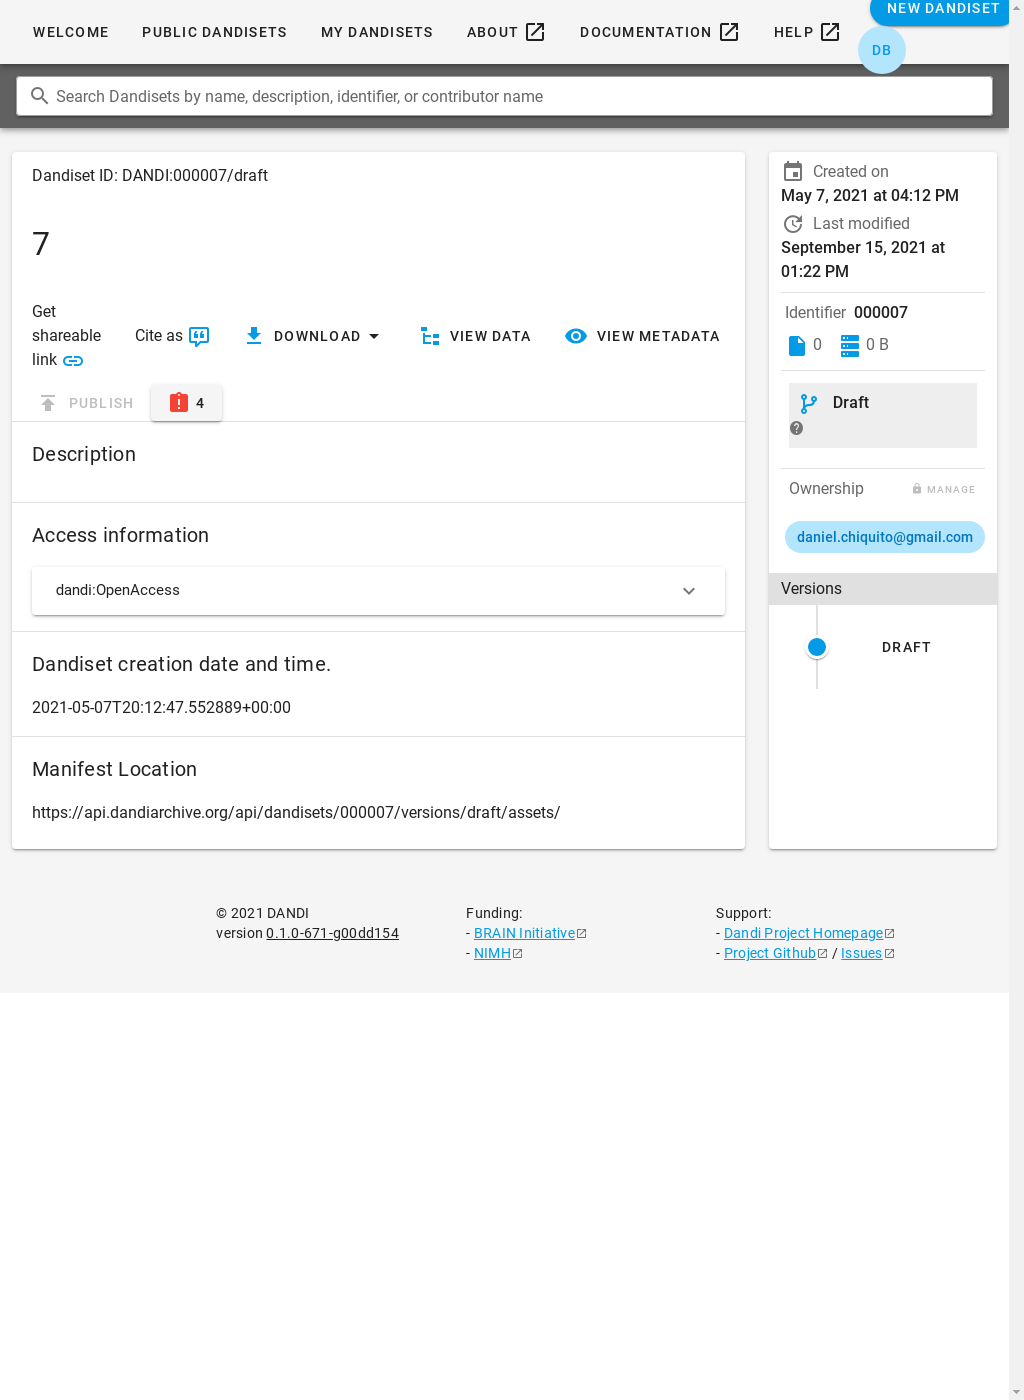 WELCOME
PUBLIC DANDISETS
MY DANDISETS
ABOUT
DOCUMENTATION
HELP
NEW DANDISET
DB
Search Dandisets by name, description, identifier, or contributor name
Dandiset ID: DANDI:000007/draft
7
Get
shareable
link
Cite as
DOWNLOAD
VIEW DATA
VIEW METADATA
PUBLISH
4
Description
Access information
dandi:OpenAccess
Dandiset creation date and time.
2021-05-07T20:12:47.552889+00:00
Manifest Location
https://api.dandiarchive.org/api/dandisets/000007/versions/draft/assets/
Created on
May 7, 2021 at 04:12 PM
Last modified
September 15, 2021 at
01:22 PM
Identifier 000007
0
0 B
Draft
Ownership
MANAGE
daniel.chiquito@gmail.com
Versions
DRAFT
© 2021 DANDI
version 0.1.0-671-g00dd154
Funding:
- BRAIN Initiative
- NIMH
Support:
- Dandi Project Homepage
- Project Github / Issues